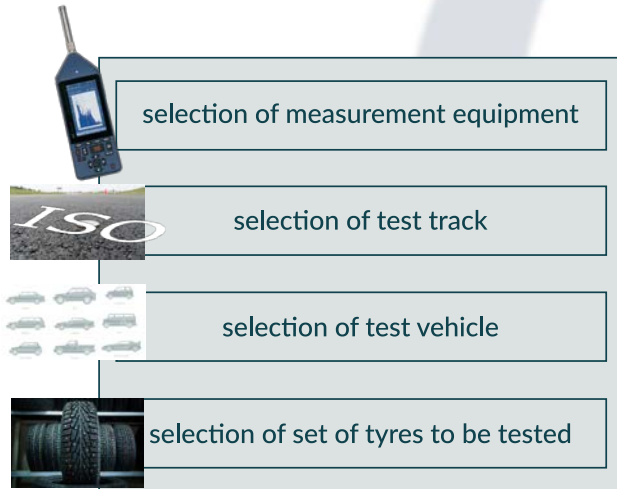 selection of measurement equipment
ISO
selection of test track
selection of test vehicle
selection of set of tyres to be tested